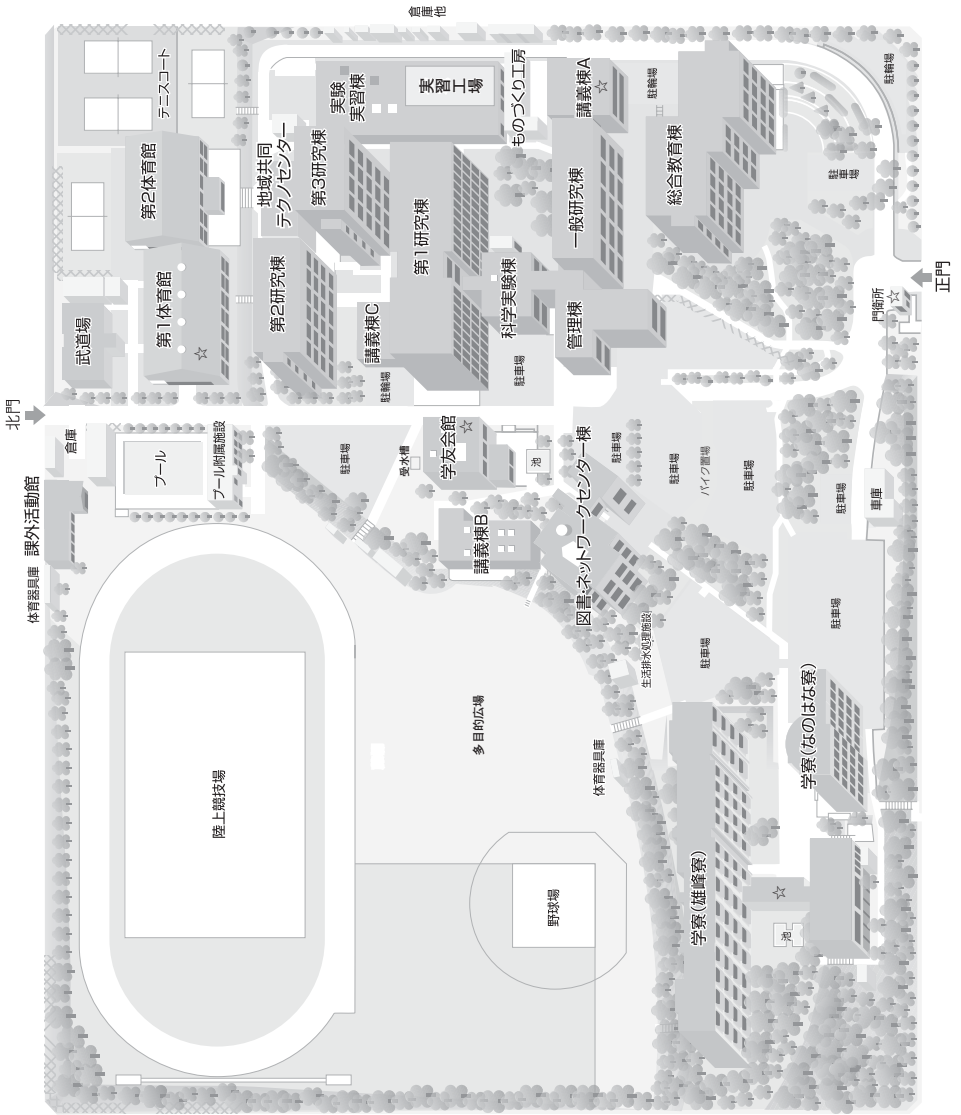 倉庫他
テニスコート
第2体育館
地域共同
テクノセンター
実験
実習棟
実習工場
ものづくり工房
講義棟A
駐輪場
駐輪場
第3研究棟
第1研究棟
一般研究棟
総合教育棟
駐車場
武道場
第1体育館
第2研究棟
講義棟C
科学実験棟
管理棟
門衛所
正門
駐輪場
駐車場
北門
倉庫
プール
プール附属施設
駐車場
受水槽
学友会館
池
図書・ネットワークセンター棟
駐車場
駐車場
バイク置場
駐車場
駐車場
車庫
課外活動館
体育器具庫
講義棟B
生活排水処理施設
駐車場
駐車場
陸上競技場
多目的広場
体育器具庫
野球場
学寮(雄峰寮)
学寮(なのはな寮)
池